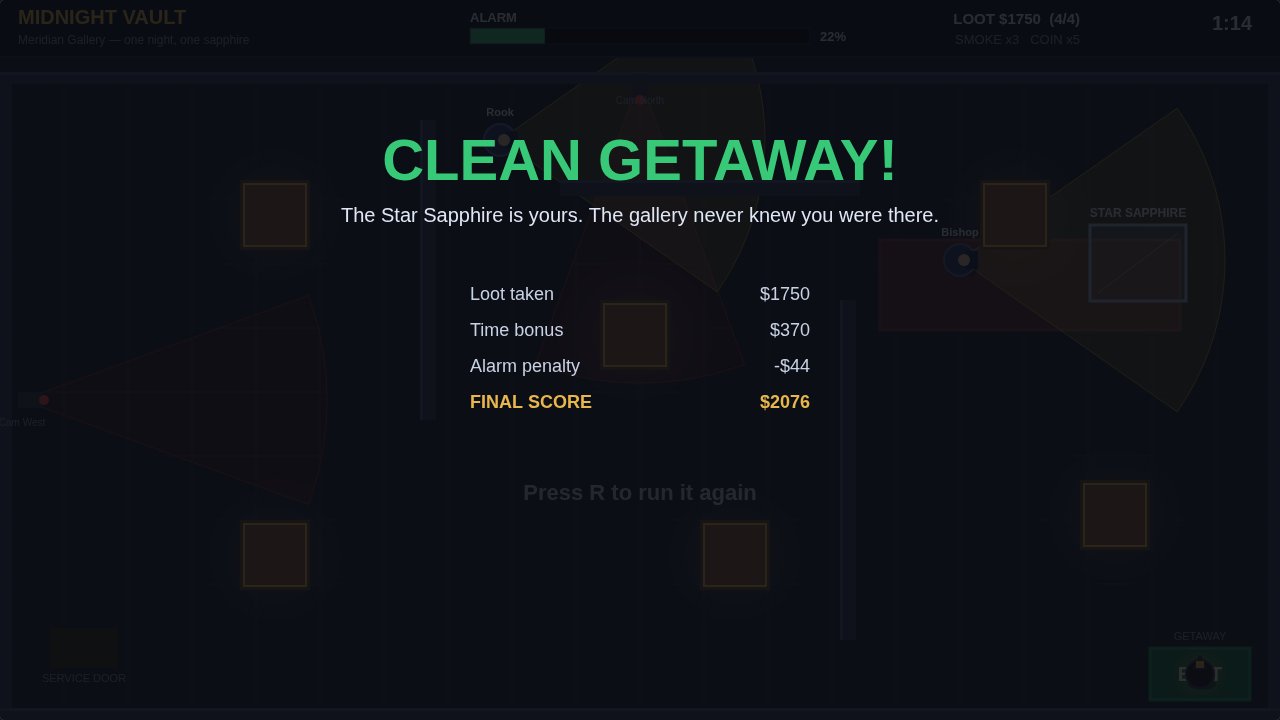 MIDNIGHT VAULT
Meridian Gallery — one night, one sapphire
ALARM
22%
LOOT $1750 (4/4)
SMOKE x3 COIN x5
1:14
Rook
Cam North
CLEAN GETAWAY!
The Star Sapphire is yours. The gallery never knew you were there.
STAR SAPPHIRE
Bishop
Loot taken $1750
Time bonus $370
Alarm penalty -$44
FINAL SCORE $2076
Cam West
Press R to run it again
SERVICE DOOR
GETAWAY